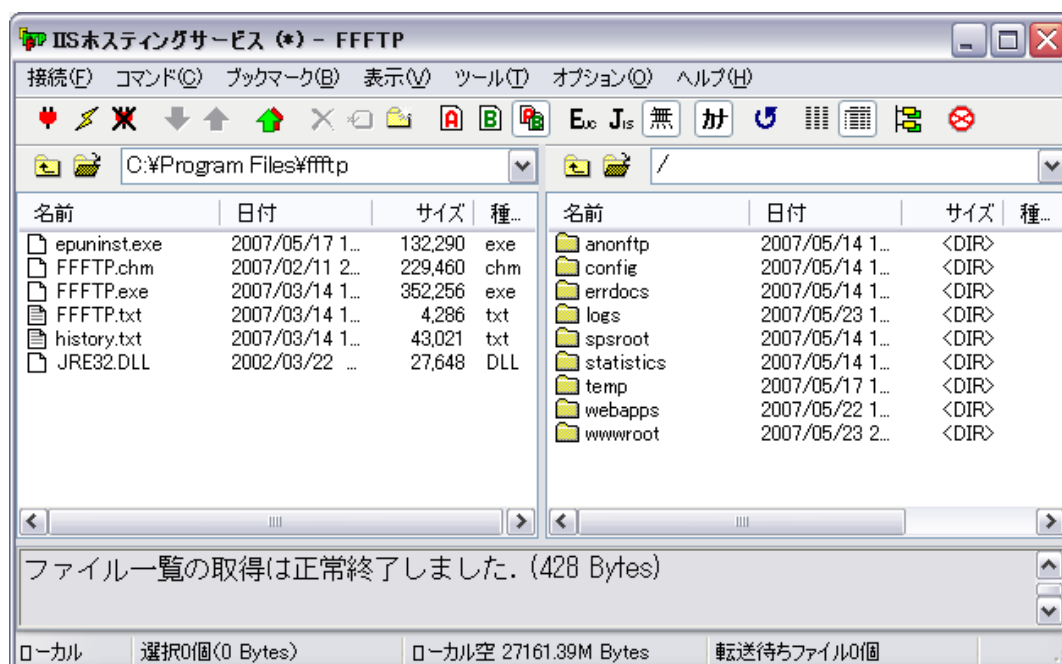 IISホスティングサービス (*) - FFFTP
接続(F) コマンド(C) ブックマーク(B) 表示(V) ツール(T) オプション(O) ヘルプ(H)
A B B EUC JIS 無 カナ
C:¥Program Files¥ffftp /
名前 日付 サイズ 種... 名前 日付 サイズ 種...
epuninst.exe 2007/05/17 1... 132,290 exe anonftp 2007/05/14 1... <DIR>
FFFTP.chm 2007/02/11 2... 229,460 chm config 2007/05/14 1... <DIR>
FFFTP.exe 2007/03/14 1... 352,256 exe errdocs 2007/05/14 1... <DIR>
FFFTP.txt 2007/03/14 1... 4,286 txt logs 2007/05/23 1... <DIR>
history.txt 2007/03/14 1... 43,021 txt spsroot 2007/05/14 1... <DIR>
JRE32.DLL 2002/03/22 ... 27,648 DLL statistics 2007/05/14 1... <DIR>
temp 2007/05/17 1... <DIR>
webapps 2007/05/22 1... <DIR>
wwwroot 2007/05/23 2... <DIR>
ファイル一覧の取得は正常終了しました. (428 Bytes)
ローカル 選択0個(0 Bytes) ローカル空 27161.39M Bytes 転送待ちファイル0個